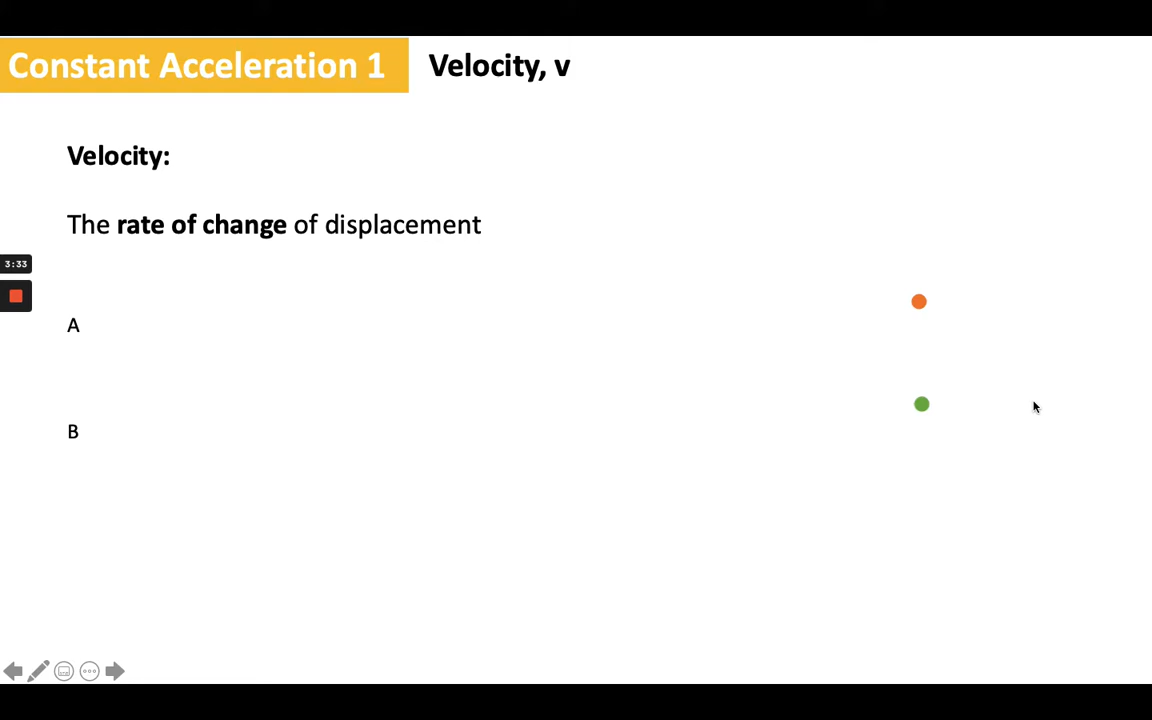 Constant Acceleration 1 Velocity, v
Velocity:
The rate of change of displacement
3:33
A
B